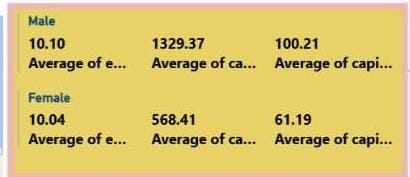 Male
10.10 1329.37 100.21
Average of e... Average of ca... Average of capi...
Female
10.04 568.41 61.19
Average of e... Average of ca... Average of capi...